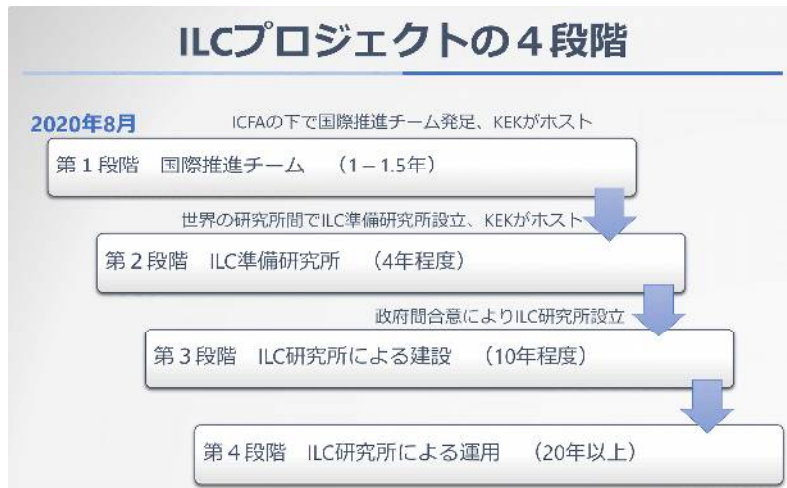 ILCプロジェクトの４段階
2020年8月
ICFAの下で国際推進チーム発足、KEKがホスト
第１段階　国際推進チーム　（1 – 1.5年）
世界の研究所間でILC準備研究所設立、KEKがホスト
第２段階　ILC準備研究所　（4年程度）
政府間合意によりILC研究所設立
第３段階　ILC研究所による建設　（10年程度）
第４段階　ILC研究所による運用　（20年以上）